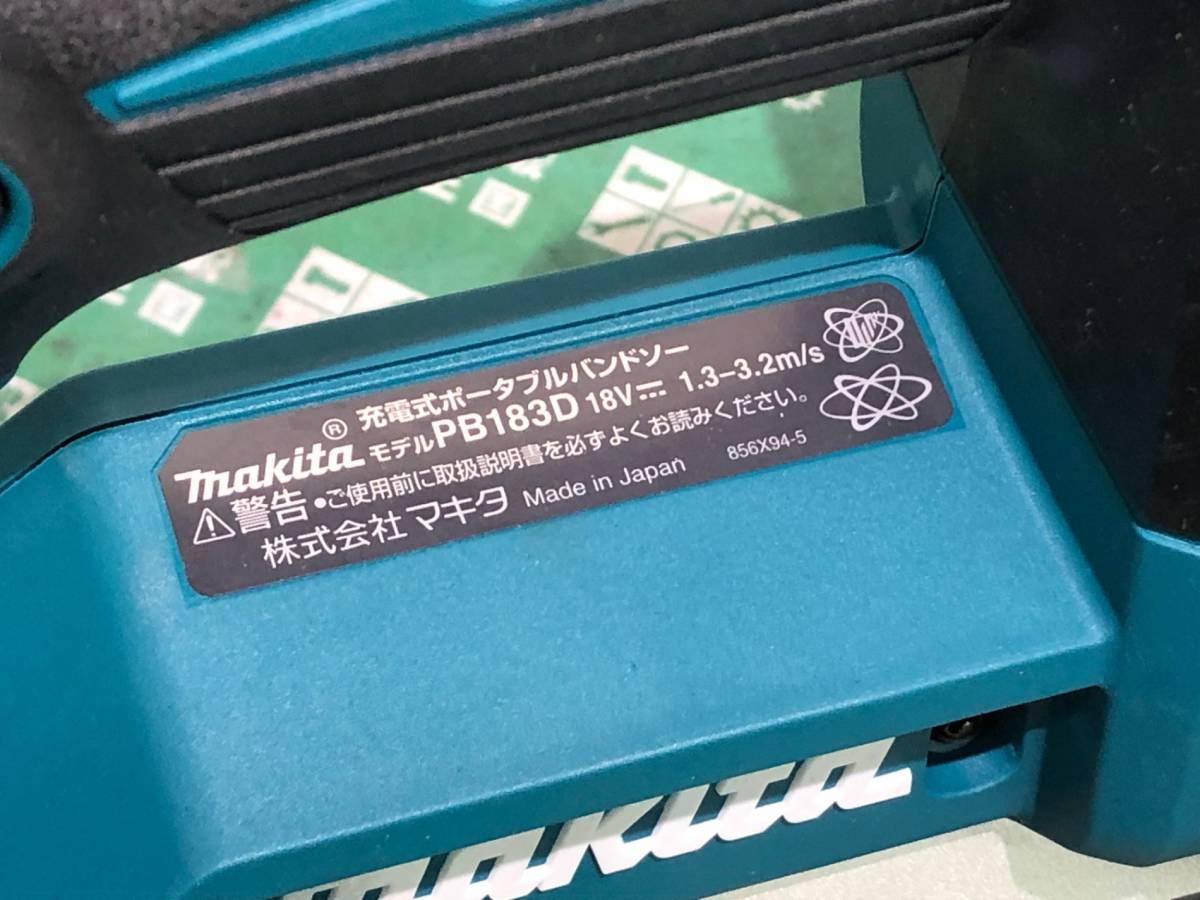 充電式ポータブルバンドソー
makita® モデルPB183D 18V⎓ 1.3-3.2m/s
⚠警告 •ご使用前に取扱説明書を必ずよくお読みください。
株式会社マキタ Made in Japan 856X94-5
makita